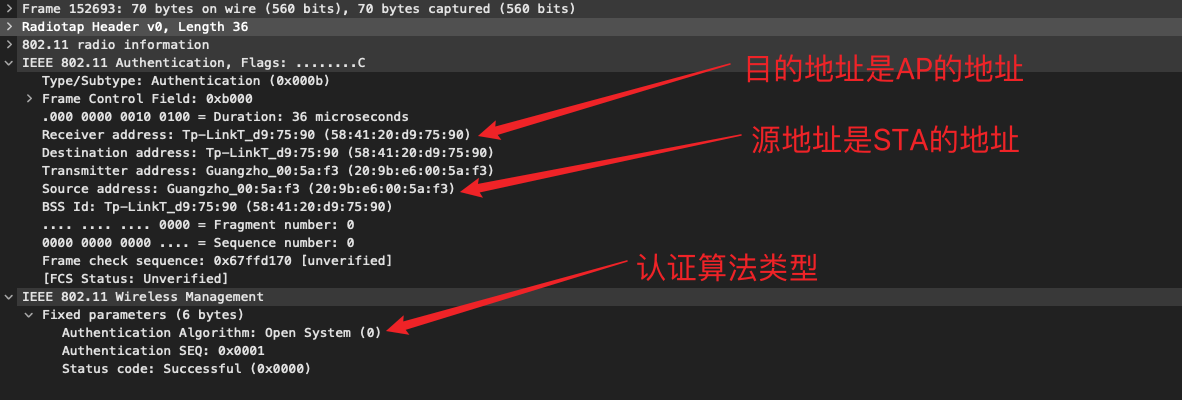 Frame 152693: 70 bytes on wire (560 bits), 70 bytes captured (560 bits)
Radiotap Header v0, Length 36
802.11 radio information
IEEE 802.11 Authentication, Flags: ........C
Type/Subtype: Authentication (0x000b)
目的地址是AP的地址
Frame Control Field: 0xb000
.000 0000 0010 0100 = Duration: 36 microseconds
Receiver address: Tp-LinkT_d9:75:90 (58:41:20:d9:75:90)
源地址是STA的地址
Destination address: Tp-LinkT_d9:75:90 (58:41:20:d9:75:90)
Transmitter address: Guangzho_00:5a:f3 (20:9b:e6:00:5a:f3)
Source address: Guangzho_00:5a:f3 (20:9b:e6:00:5a:f3)
BSS Id: Tp-LinkT_d9:75:90 (58:41:20:d9:75:90)
.... .... .... 0000 = Fragment number: 0
0000 0000 0000 .... = Sequence number: 0
Frame check sequence: 0x67ffd170 [unverified]
认证算法类型
[FCS Status: Unverified]
IEEE 802.11 Wireless Management
Fixed parameters (6 bytes)
Authentication Algorithm: Open System (0)
Authentication SEQ: 0x0001
Status code: Successful (0x0000)